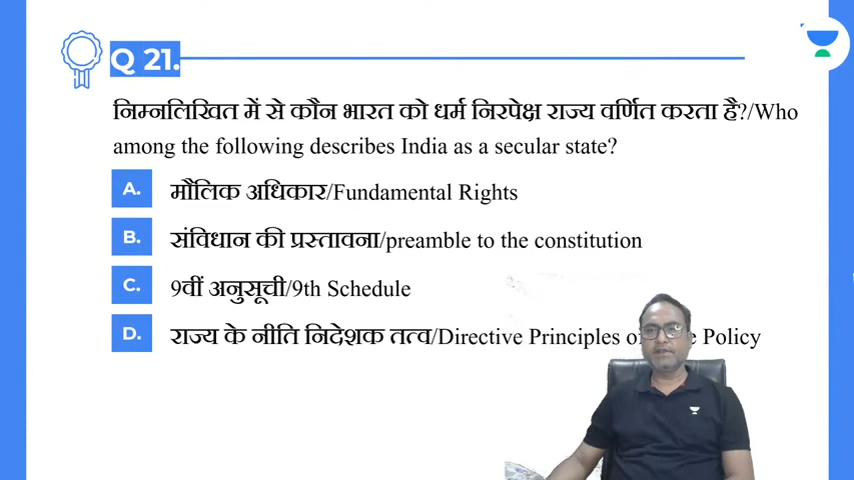 Q 21.
निम्नलिखित में से कौन भारत को धर्म निरपेक्ष राज्य वर्णित करता है?/Who
among the following describes India as a secular state?
A. मौलिक अधिकार/Fundamental Rights
B. संविधान की प्रस्तावना/preamble to the constitution
C. 9वीं अनुसूची/9th Schedule
D. राज्य के नीति निदेशक तत्व/Directive Principles Policy